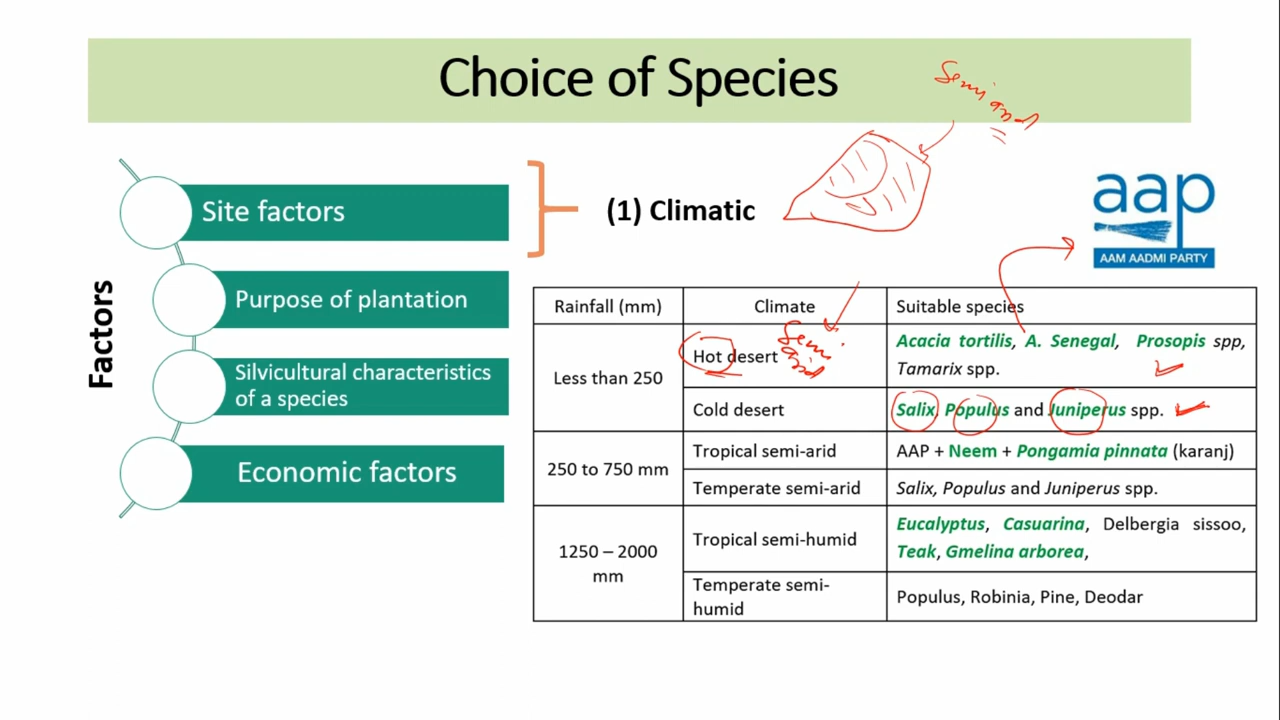 Choice of Species
Semi arid
Factors
Site factors
Purpose of plantation
Silvicultural characteristics
of a species
Economic factors
(1) Climatic
aap
AAM AADMI PARTY
Rainfall (mm) Climate Suitable species
Less than 250 Hot desert Semi arid Acacia tortilis, A. Senegal, Prosopis spp,
Tamarix spp.
Cold desert Salix, Populus and Juniperus spp.
250 to 750 mm Tropical semi-arid AAP + Neem + Pongamia pinnata (karanj)
Temperate semi-arid Salix, Populus and Juniperus spp.
1250 – 2000
mm
Tropical semi-humid Eucalyptus, Casuarina, Delbergia sissoo,
Teak, Gmelina arborea,
Temperate semi-
humid
Populus, Robinia, Pine, Deodar